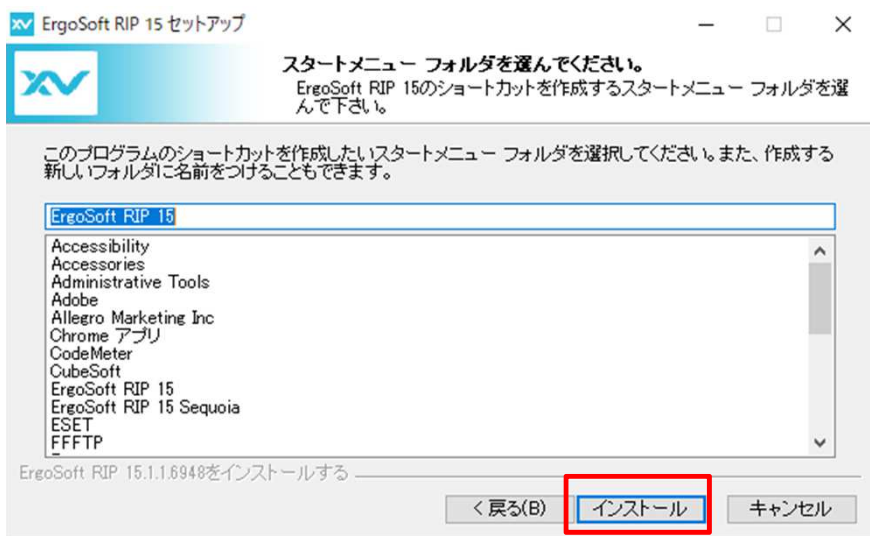 ErgoSoft RIP 15 セットアップ
スタートメニュー フォルダを選んでください。
ErgoSoft RIP 15のショートカットを作成するスタートメニュー フォルダを選
んで下さい。
このプログラムのショートカットを作成したいスタートメニュー フォルダを選択してください。また、作成する
新しいフォルダに名前をつけることもできます。
ErgoSoft RIP 15
Accessibility
Accessories
Administrative Tools
Adobe
Allegro Marketing Inc
Chrome アプリ
CodeMeter
CubeSoft
ErgoSoft RIP 15
ErgoSoft RIP 15 Sequoia
ESET
FFFTP
ErgoSoft RIP 15.1.1.6948をインストールする
< 戻る(B)
インストール
キャンセル